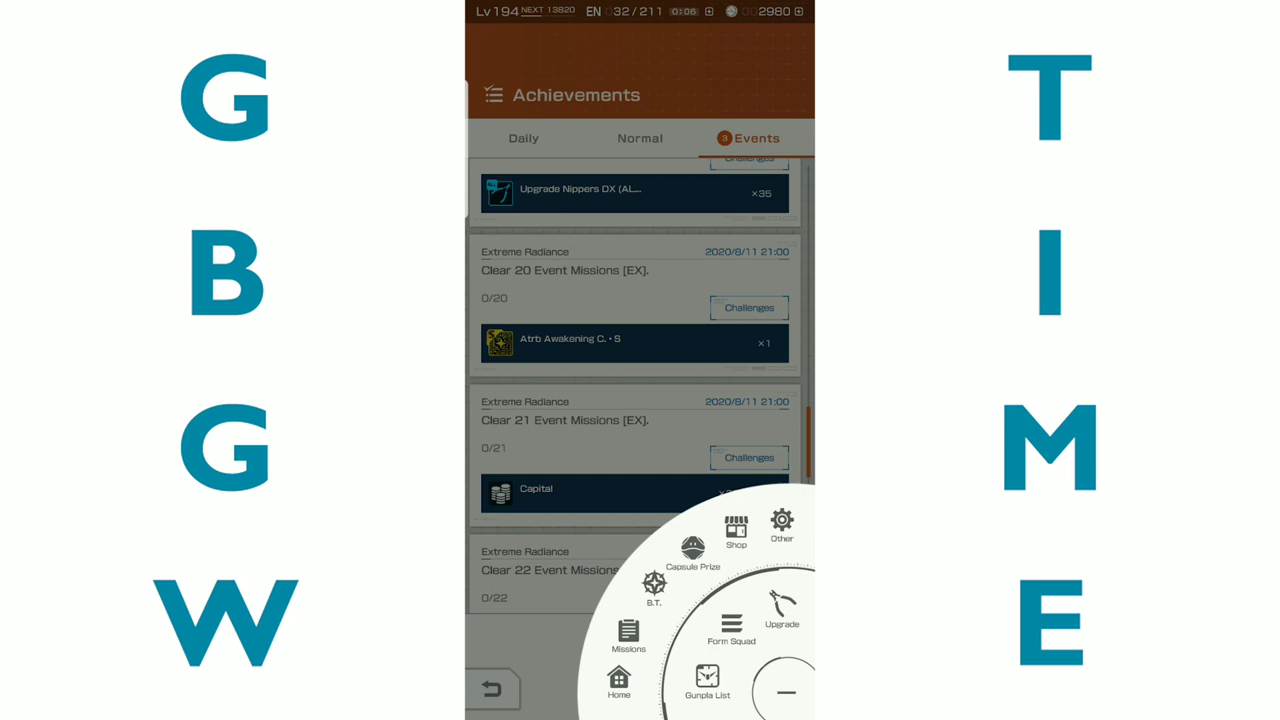 G
B
G
W
Lv 194 NEXT 13820 EN 032/211 0:06 002980
Achievements
Daily Normal 3 Events
Challenges
Upgrade Nippers DX (AL... ×35
Extreme Radiance 2020/8/11 21:00
Clear 20 Event Missions [EX].
0/20
Challenges
Atrb Awakening C. • S ×1
Extreme Radiance 2020/8/11 21:00
Clear 21 Event Missions [EX].
0/21
Challenges
Capital
Extreme Radiance
Clear 22 Event Missions
0/22
Other
Shop
Capsule Prize
B.T.
Upgrade
Form Squad
Missions
Home
Gunpla List
T
I
M
E